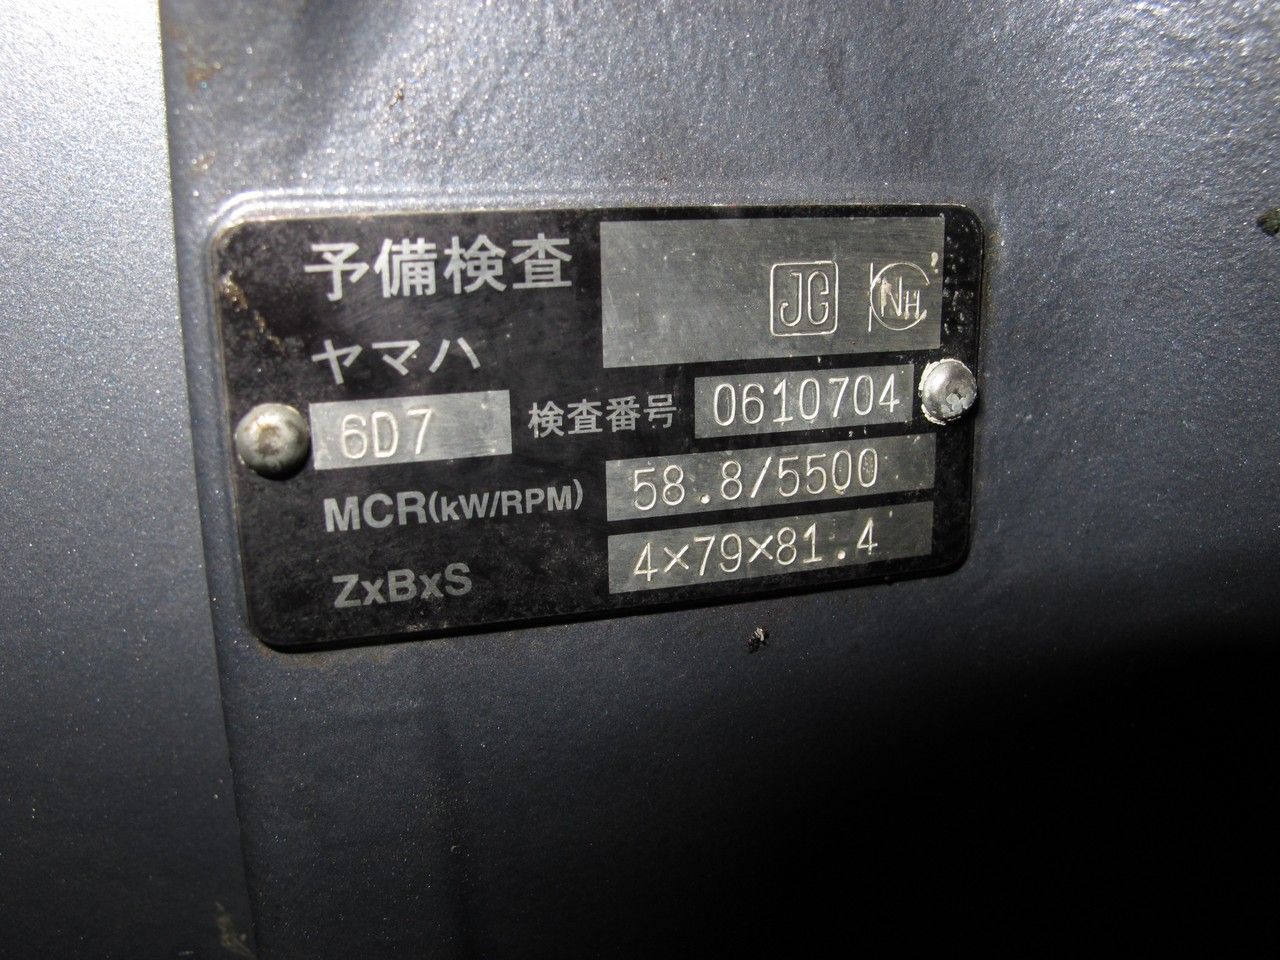 予備検査 JC NH
ヤマハ
6D7 検査番号 0610704
MCR(kW/RPM) 58.8/5500
ZxBxS 4×79×81.4